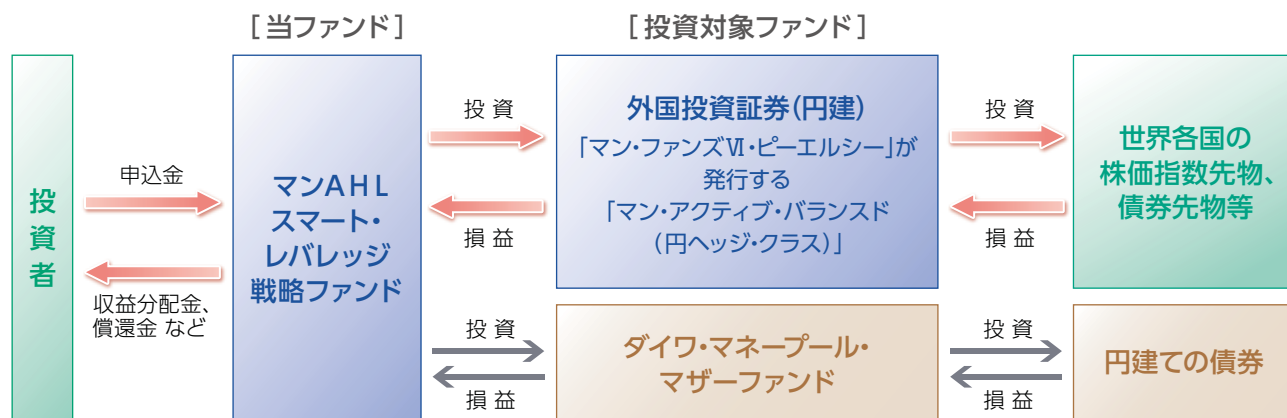 [当ファンド]
[投資対象ファンド]
投資者
申込金
収益分配金、
償還金 など
マンAHL
スマート・
レバレッジ
戦略ファンド
投 資
損 益
外国投資証券(円建)
「マン・ファンズⅥ・ピーエルシー」が
発行する
「マン・アクティブ・バランスド
(円ヘッジ・クラス)」
投 資
損 益
世界各国の
株価指数先物、
債券先物等
投 資
損 益
ダイワ・マネープール・
マザーファンド
投 資
損 益
円建ての債券